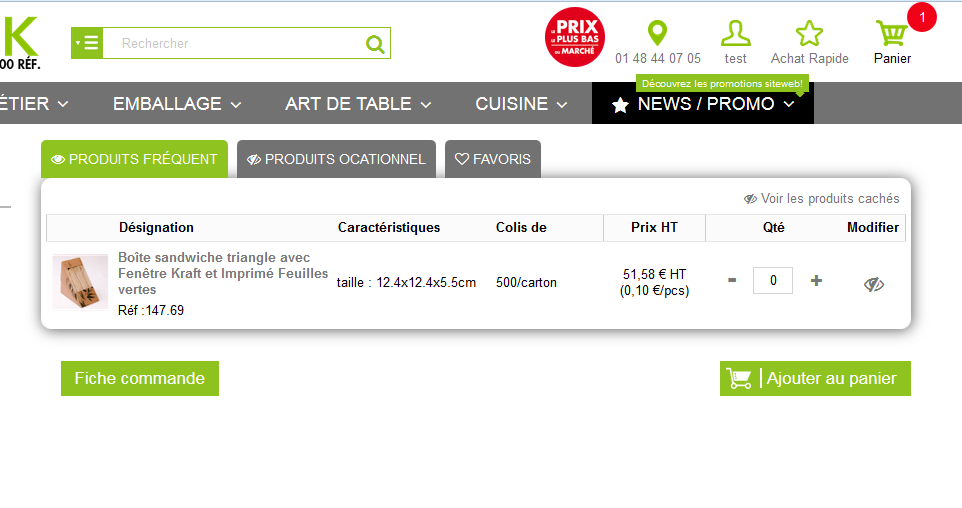 K
00 RÉF.
Rechercher
LE PRIX
LE PLUS BAS
DU MARCHÉ
01 48 44 07 05
test
Achat Rapide
Panier
1
Découvrez les promotions siteweb!
ÉTIER
EMBALLAGE
ART DE TABLE
CUISINE
NEWS / PROMO
PRODUITS FRÉQUENT
PRODUITS OCATIONNEL
FAVORIS
Voir les produits cachés
Désignation
Caractéristiques
Colis de
Prix HT
Qté
Modifier
Boîte sandwiche triangle avec
Fenêtre Kraft et Imprimé Feuilles
vertes
Réf :147.69
taille : 12.4x12.4x5.5cm
500/carton
51,58 € HT
(0,10 €/pcs)
-
0
+
Fiche commande
Ajouter au panier